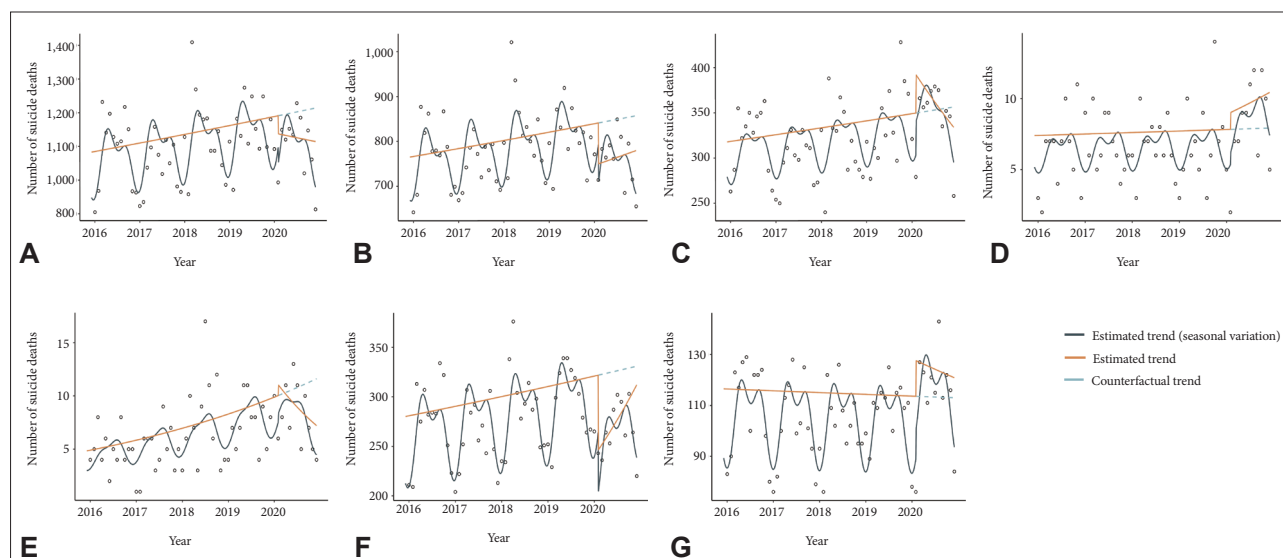 Number of suicide deaths
1,400
1,300
1,200
1,100
1,000
900
800
2016 2017 2018 2019 2020
Year
A
Number of suicide deaths
1,000
900
800
700
2016 2017 2018 2019 2020
Year
B
Number of suicide deaths
400
350
300
250
2016 2017 2018 2019 2020
Year
C
Number of suicide deaths
10
5
2016 2017 2018 2019 2020
Year
D
Number of suicide deaths
15
10
5
2016 2017 2018 2019 2020
Year
E
Number of suicide deaths
350
300
250
200
2016 2017 2018 2019 2020
Year
F
Number of suicide deaths
130
110
90
2016 2017 2018 2019 2020
Year
G
Estimated trend (seasonal variation)
Estimated trend
Counterfactual trend